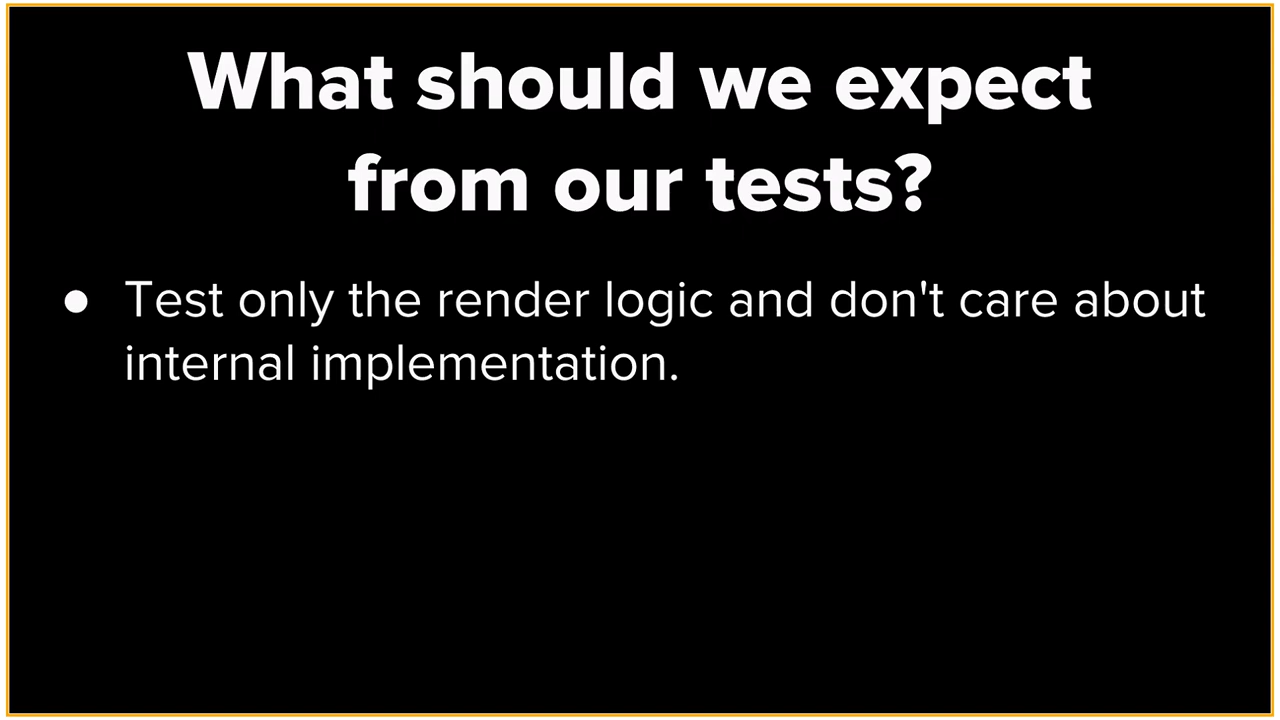 What should we expect
from our tests?
● Test only the render logic and don't care about
internal implementation.